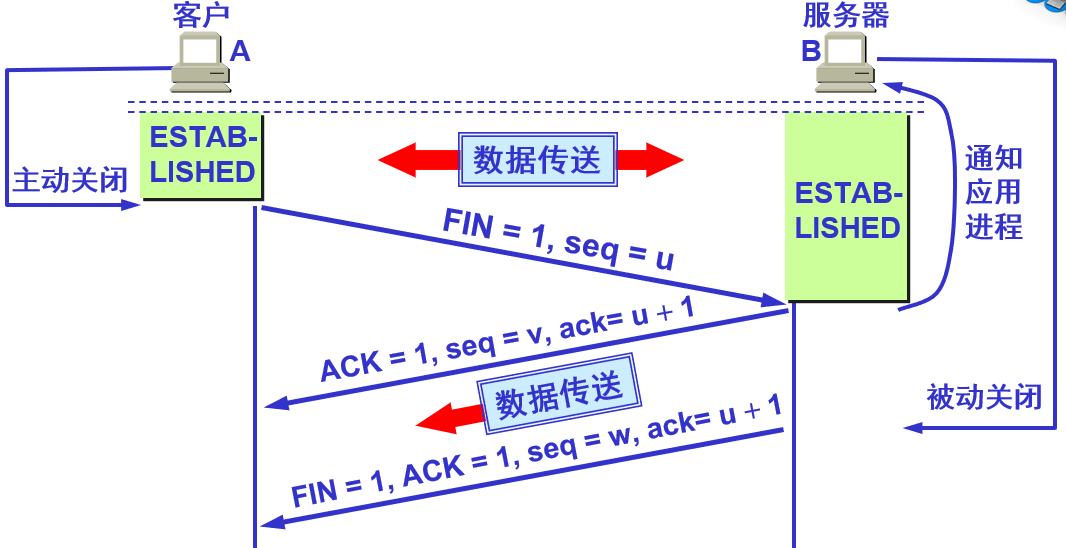 客户
A
服务器
B
ESTAB-
LISHED
数据传送
主动关闭
ESTAB-
LISHED
通知
应用
进程
FIN = 1, seq = u
ACK = 1, seq = v, ack= u + 1
数据传送
被动关闭
FIN = 1, ACK = 1, seq = w, ack= u + 1